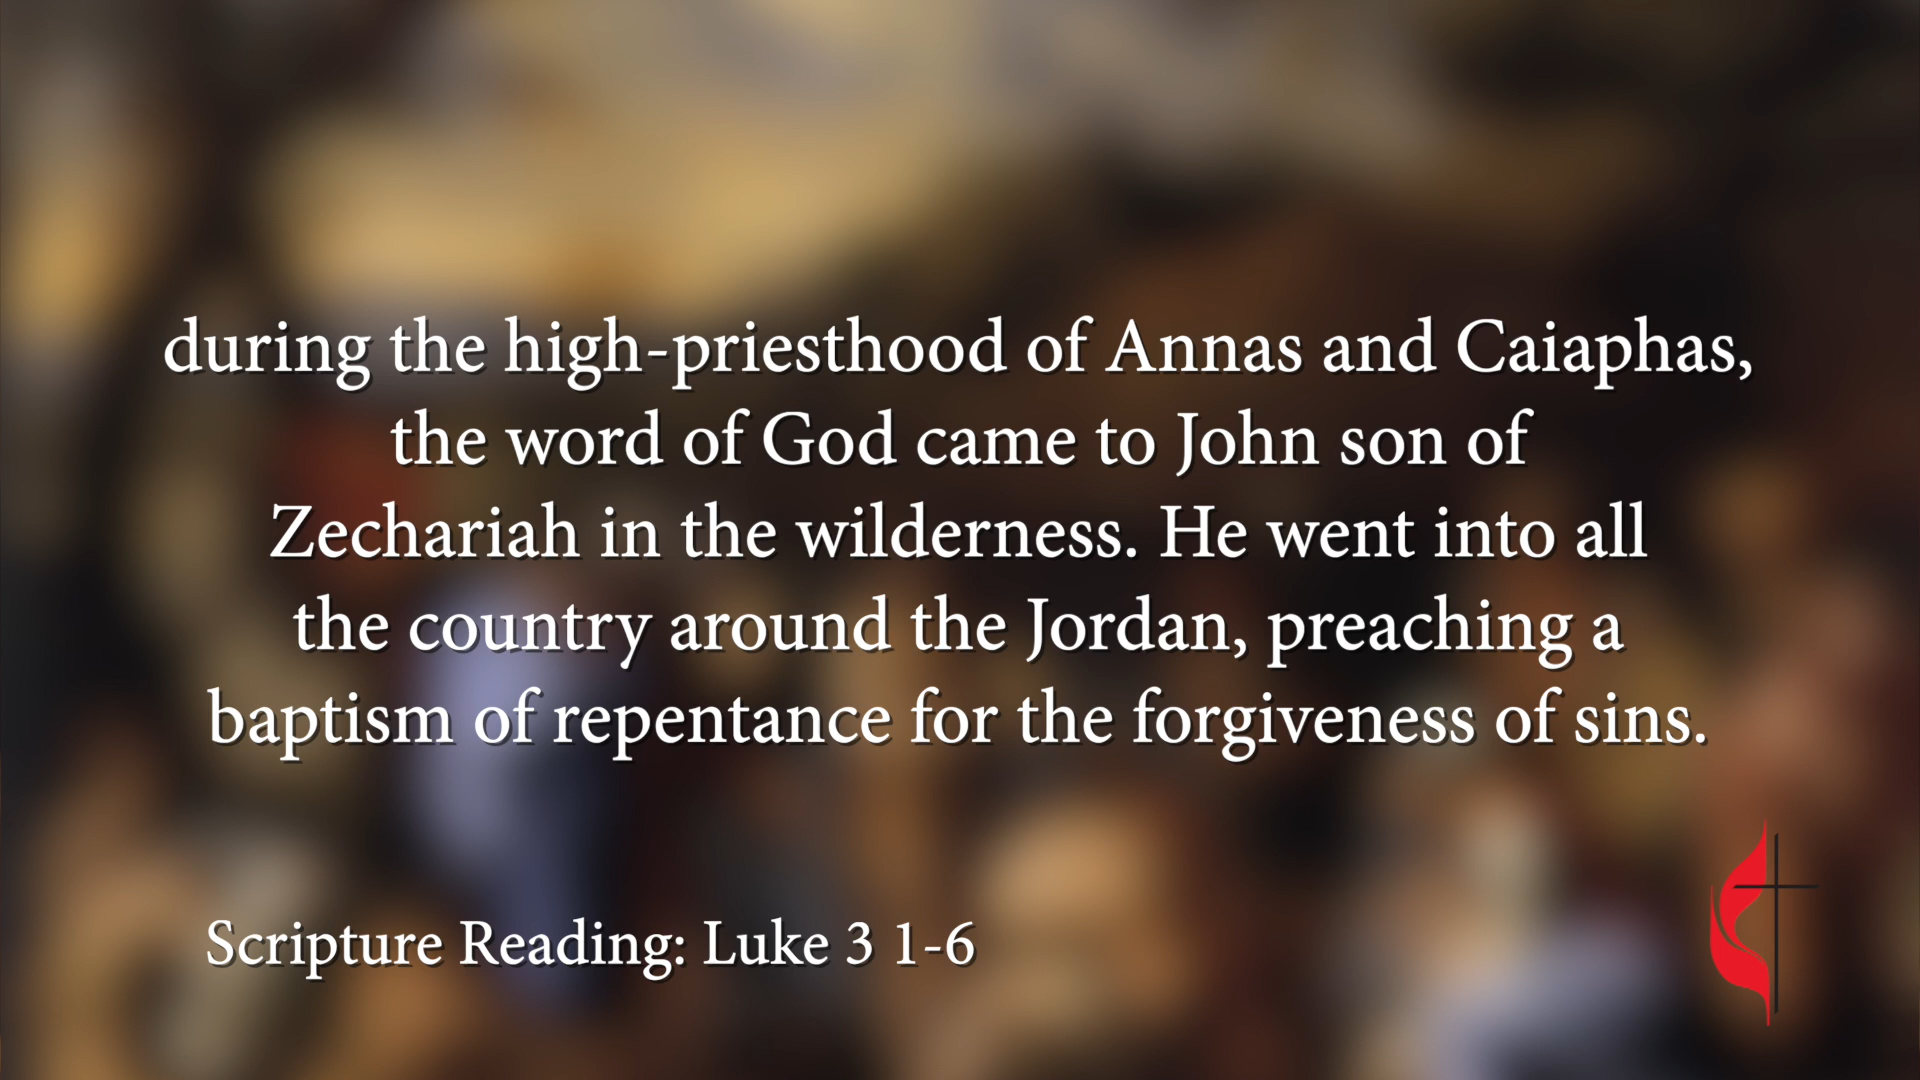 during the high-priesthood of Annas and Caiaphas,
the word of God came to John son of
Zechariah in the wilderness. He went into all
the country around the Jordan, preaching a
baptism of repentance for the forgiveness of sins.
Scripture Reading: Luke 3 1-6